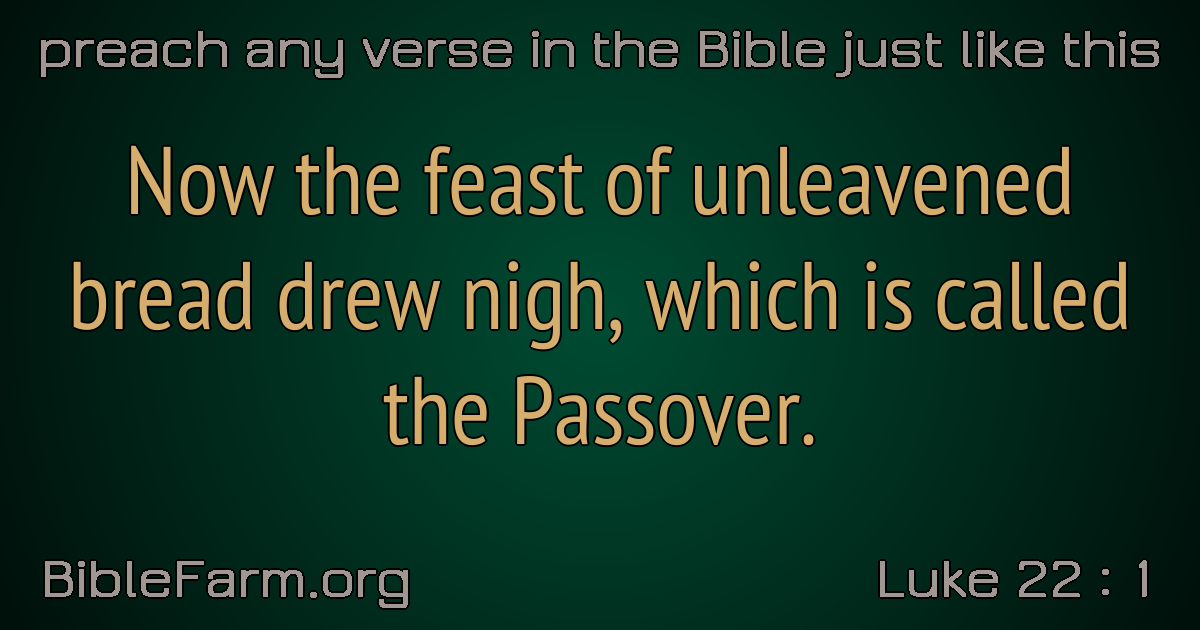 preach any verse in the Bible just like this
Now the feast of unleavened
bread drew nigh, which is called
the Passover.
BibleFarm.org
Luke 22 : 1